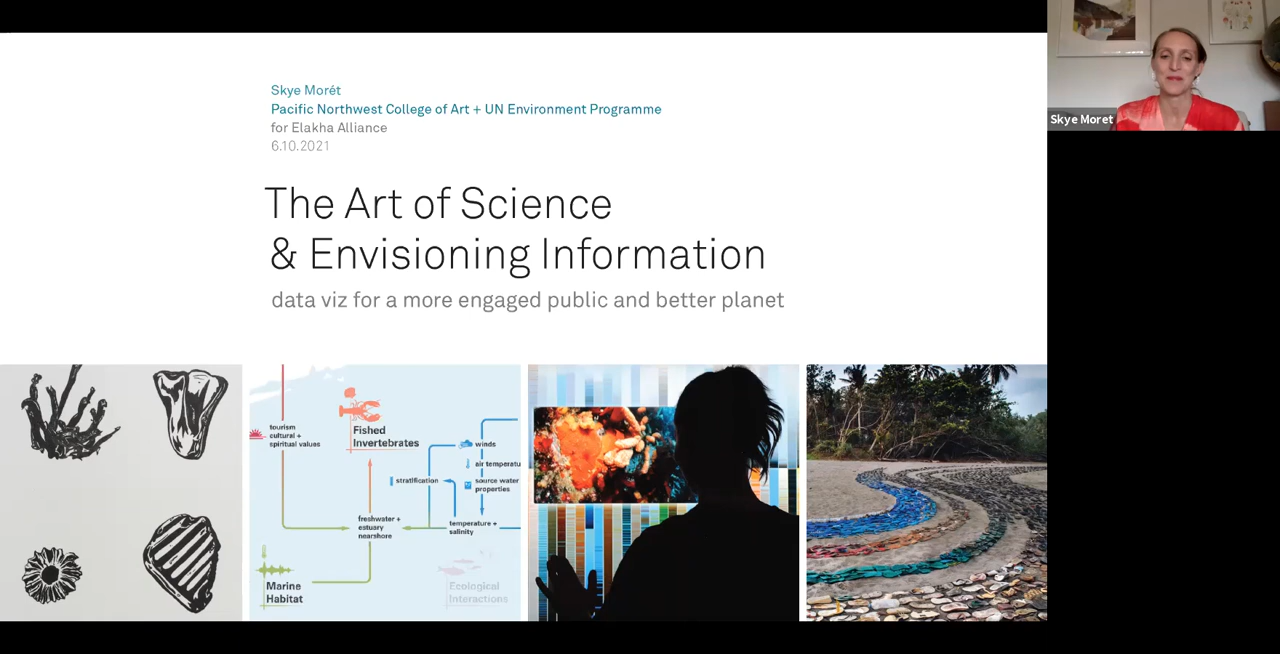 Skye Morét
Pacific Northwest College of Art + UN Environment Programme
for Elakha Alliance
6.10.2021
The Art of Science
& Envisioning Information
data viz for a more engaged public and better planet
tourism
cultural +
spiritual values
Fished
Invertebrates
winds
air temperatu
stratification
source water
properties
freshwater +
estuary
nearshore
temperature +
salinity
Marine
Habitat
Ecological
Interactions
Skye Moret